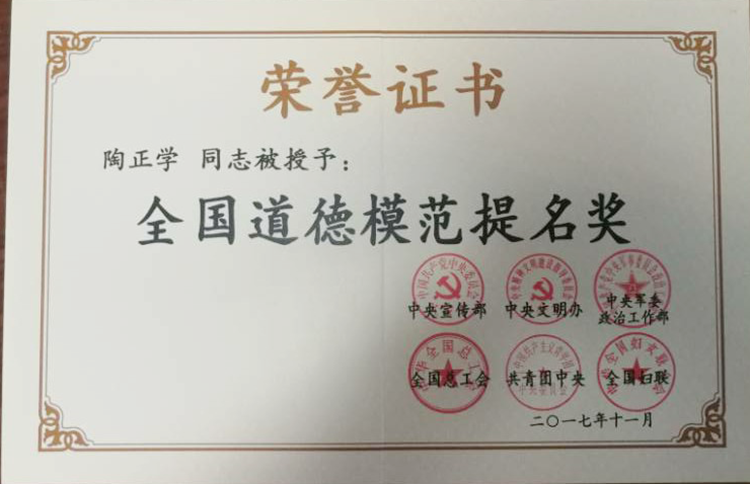 荣誉证书
陶正学 同志被授予：
全国道德模范提名奖
中央宣传部 中央文明办 中央军委
政治工作部
全国总工会 共青团中央 全国妇联
二〇一七年十一月